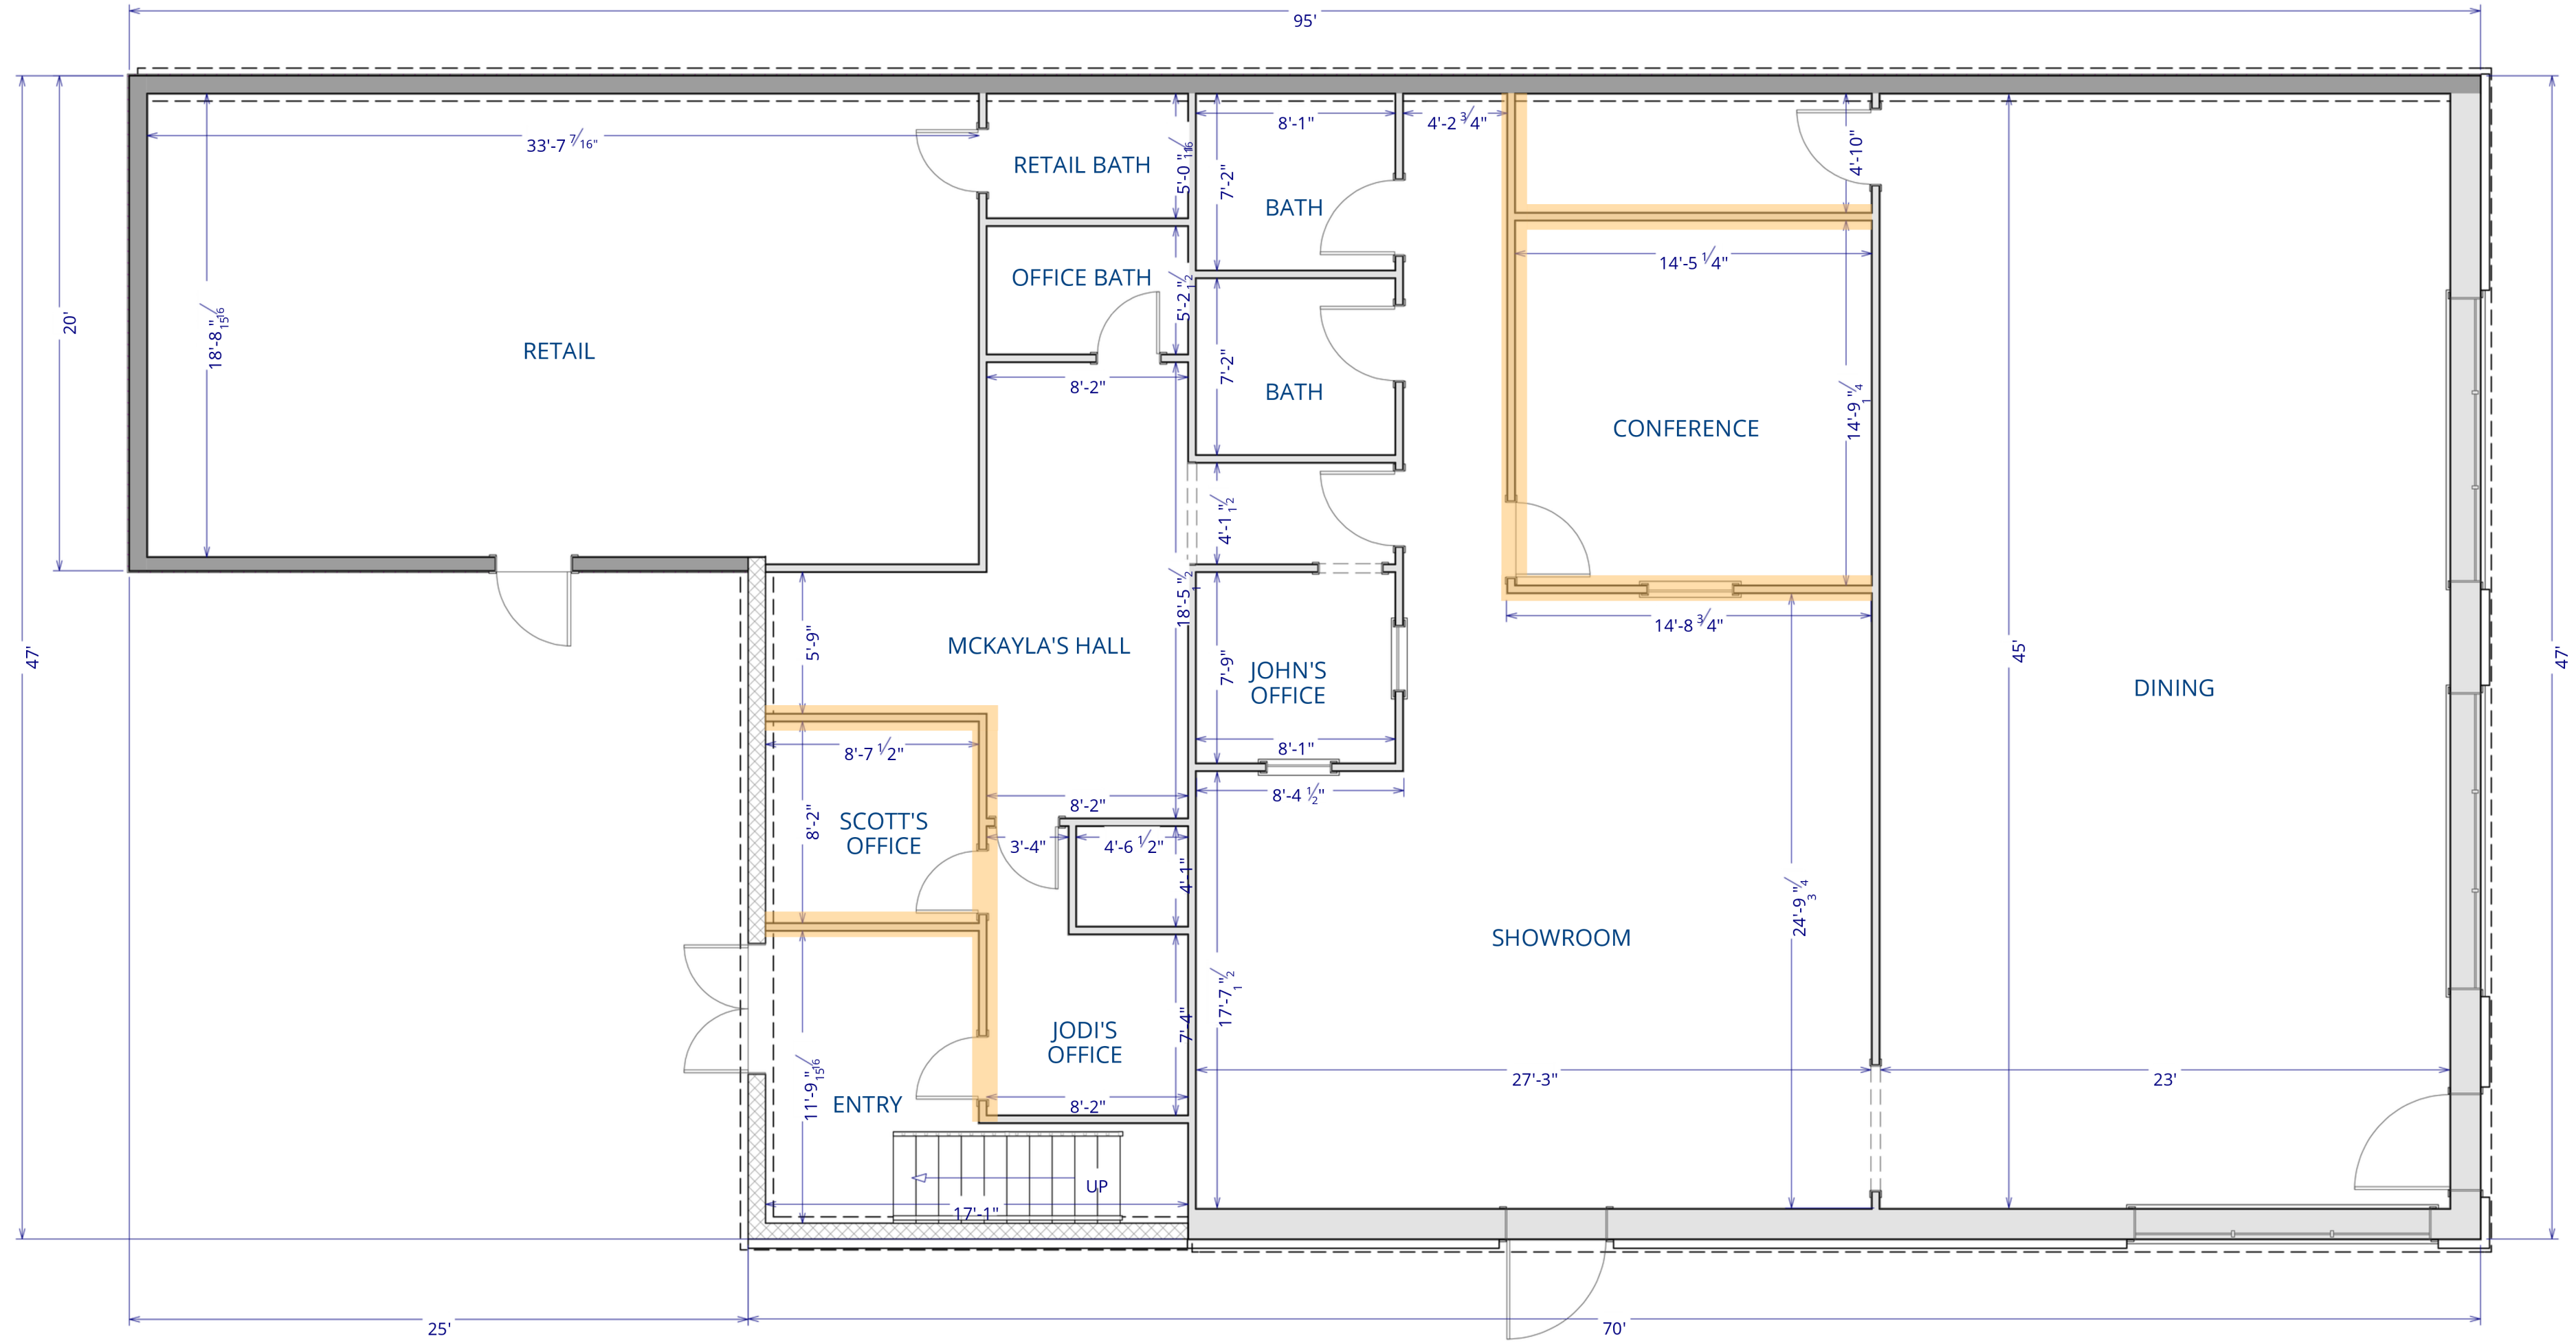 95'
33'-7 7/16"
5'-0 1/16"
8'-1"
4'-2 3/4"
4'-10"
RETAIL BATH
7'-2"
BATH
14'-5 1/4"
OFFICE BATH
5'-2 1/2"
20'
18'-8 15/16"
RETAIL
7'-2"
8'-2"
BATH
14'-9 1/4"
CONFERENCE
4'-1 1/2"
18'-5 1/2"
14'-8 3/4"
47'
5'-9"
MCKAYLA'S HALL
7'-9"
JOHN'S
OFFICE
45'
47'
DINING
8'-7 1/2"
8'-1"
8'-2"
8'-4 1/2"
8'-2"
SCOTT'S
OFFICE
3'-4"
4'-6 1/2"
4'-1"
24'-9 3/4"
SHOWROOM
17'-7 1/2"
7'-4"
JODI'S
OFFICE
11'-9 15/16"
27'-3"
23'
ENTRY
8'-2"
UP
17'-1"
25'
70'